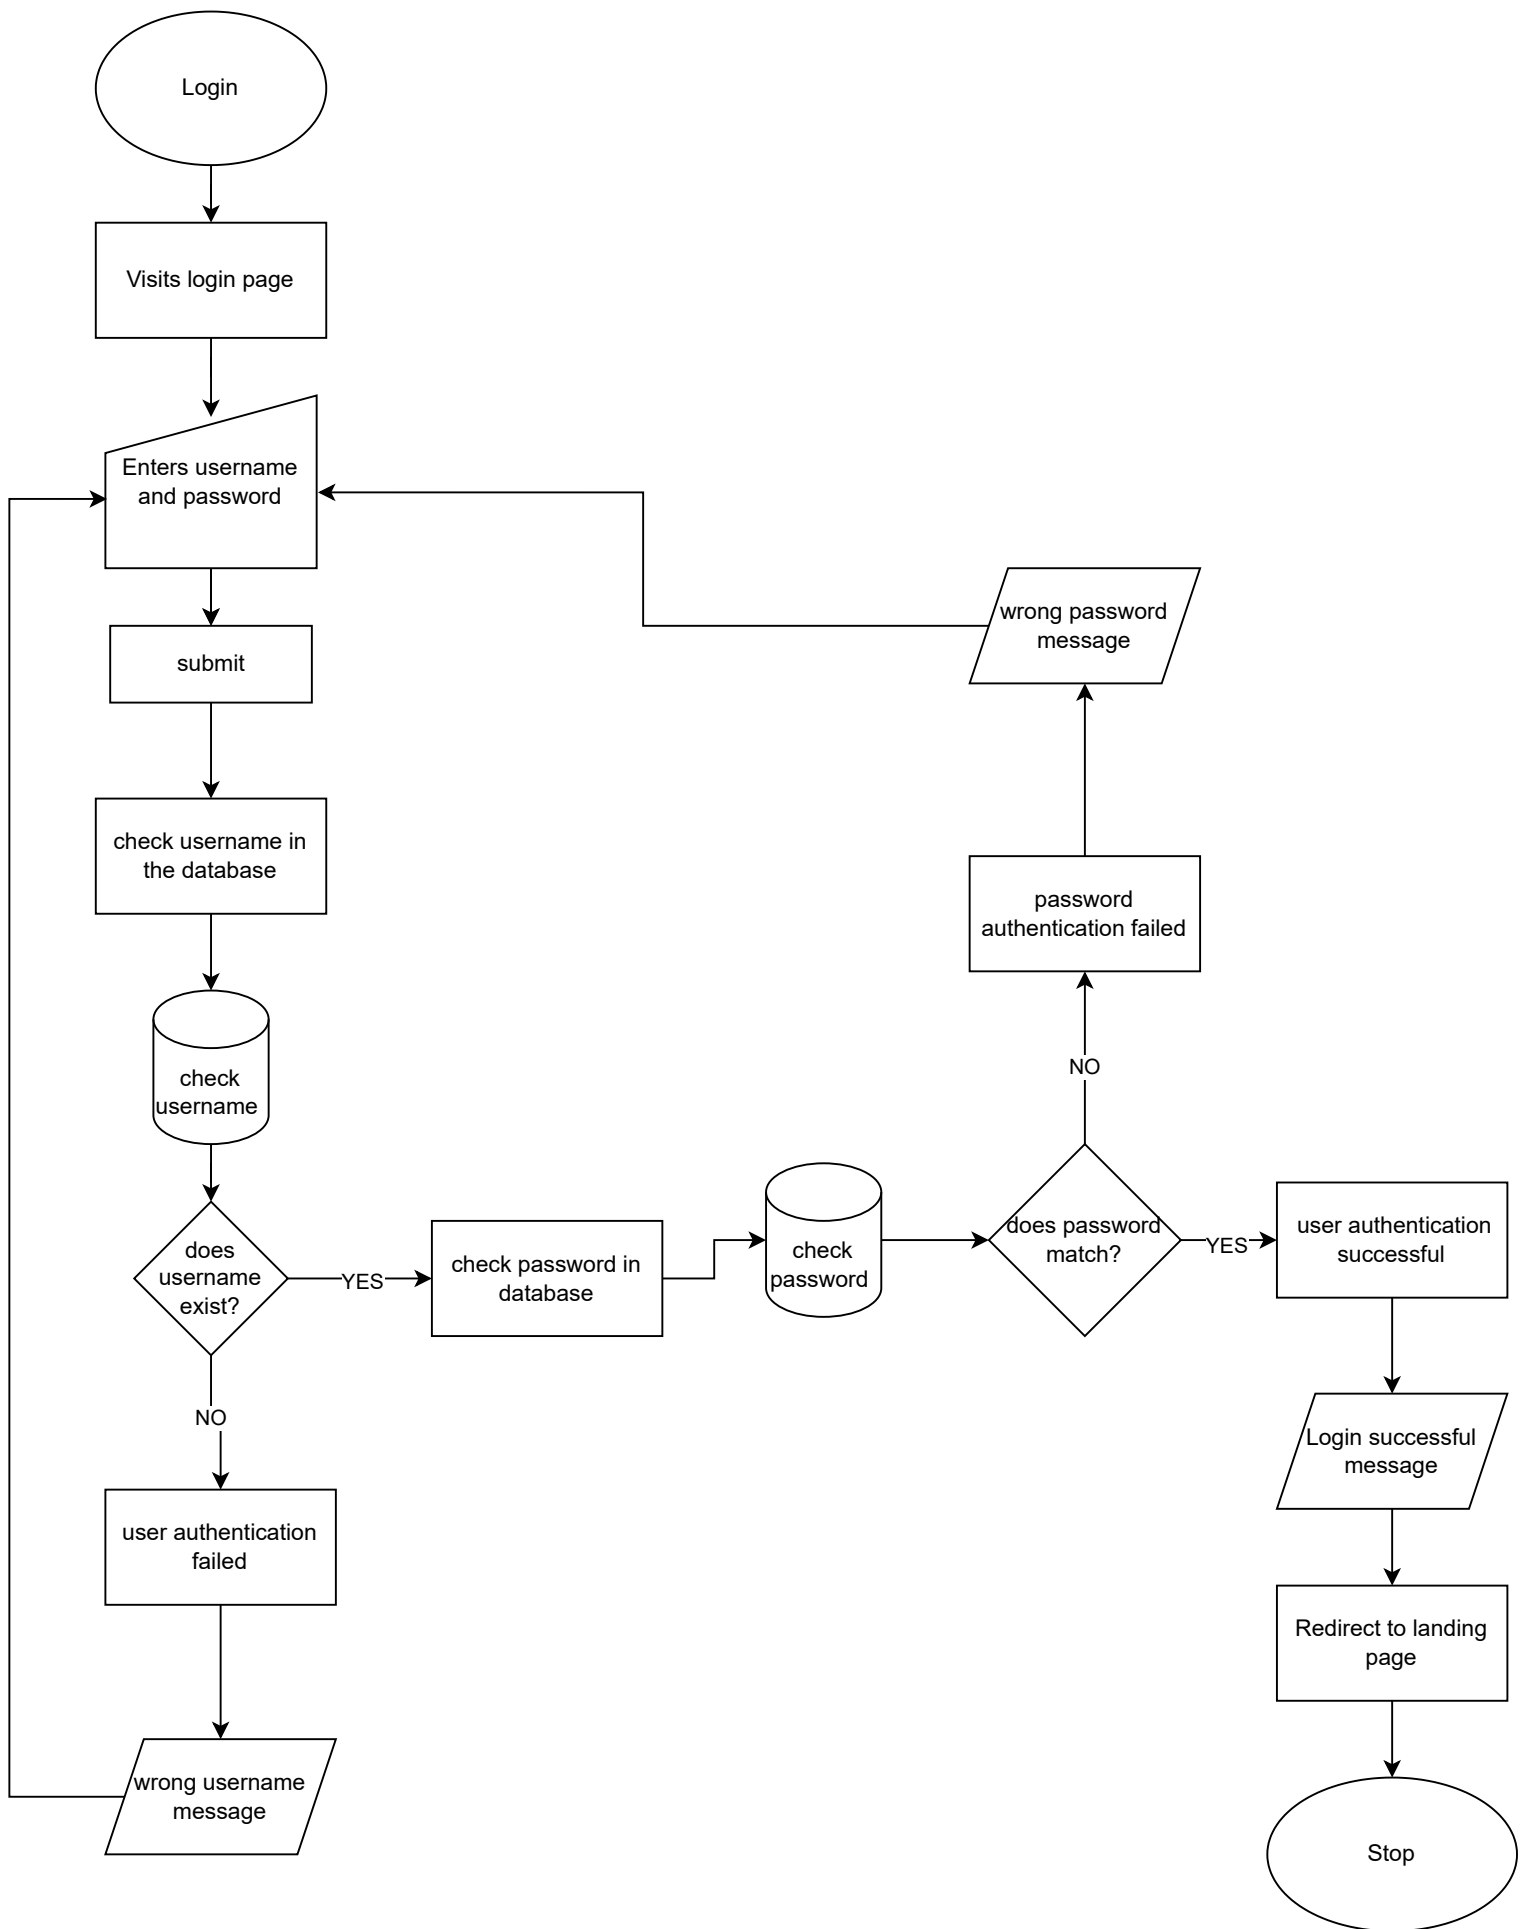 Login
Visits login page
Enters username
and password
submit
check username in
the database
check
username
does
username
exist?
YES
NO
user authentication
failed
wrong username
message
check password in
database
check
password
does password
match?
NO
password
authentication failed
wrong password
message
YES
user authentication
successful
Login successful
message
Redirect to landing
page
Stop